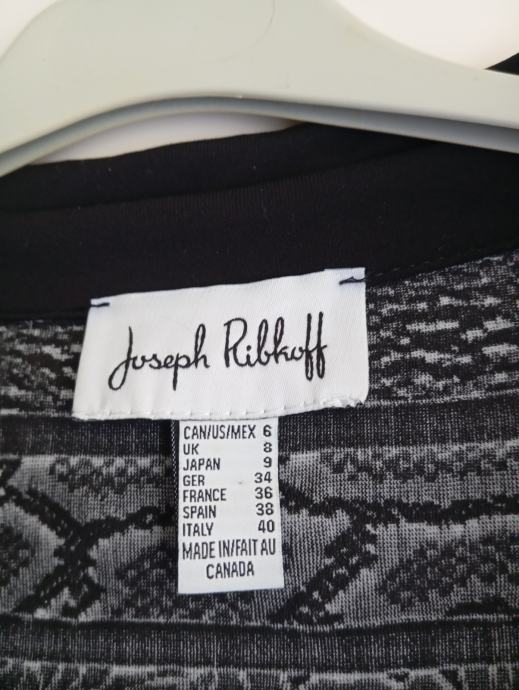 Joseph Ribkoff
CAN/US/MEX 6
UK 8
JAPAN 9
GER 34
FRANCE 36
SPAIN 38
ITALY 40
MADE IN/FAIT AU
CANADA